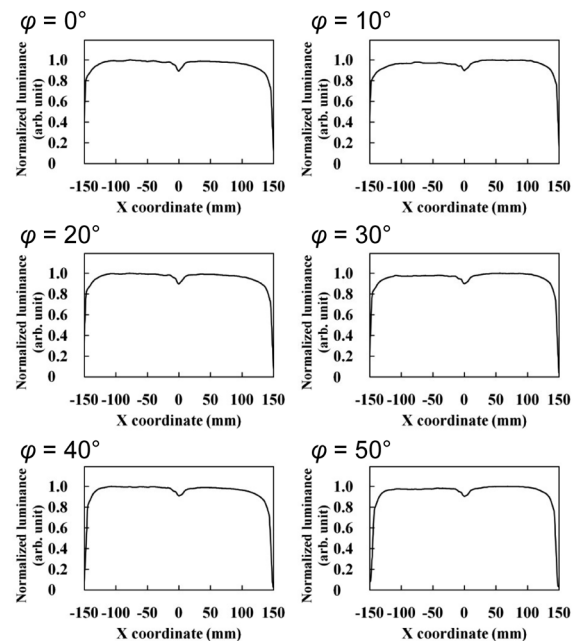 φ = 0°
Normalized luminance
(arb. unit)
1.0
0.8
0.6
0.4
0.2
0
-150 -100 -50 0 50 100 150
X coordinate (mm)
φ = 10°
Normalized luminance
(arb. unit)
1.0
0.8
0.6
0.4
0.2
0
-150 -100 -50 0 50 100 150
X coordinate (mm)
φ = 20°
Normalized luminance
(arb. unit)
1.0
0.8
0.6
0.4
0.2
0
-150 -100 -50 0 50 100 150
X coordinate (mm)
φ = 30°
Normalized luminance
(arb. unit)
1.0
0.8
0.6
0.4
0.2
0
-150 -100 -50 0 50 100 150
X coordinate (mm)
φ = 40°
Normalized luminance
(arb. unit)
1.0
0.8
0.6
0.4
0.2
0
-150 -100 -50 0 50 100 150
X coordinate (mm)
φ = 50°
Normalized luminance
(arb. unit)
1.0
0.8
0.6
0.4
0.2
0
-150 -100 -50 0 50 100 150
X coordinate (mm)